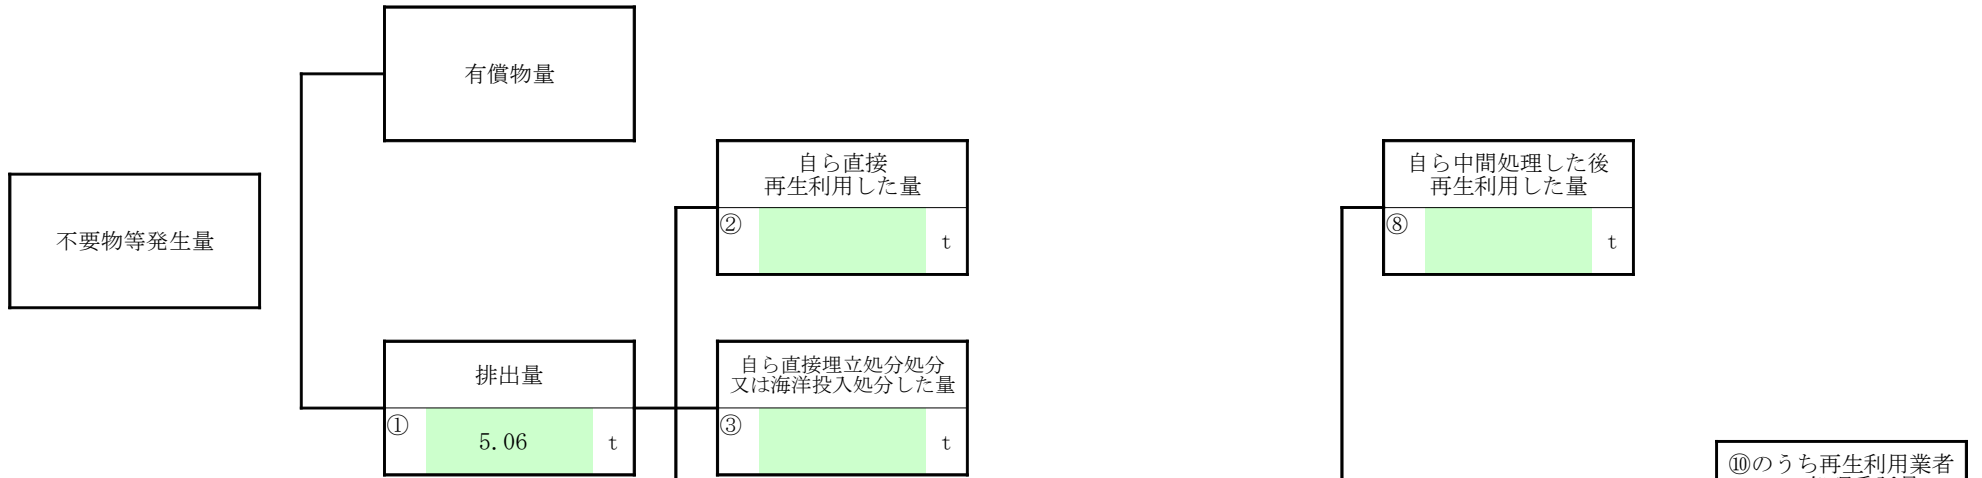 有償物量
自ら直接
再生利用した量
②
t
自ら中間処理した後
再生利用した量
⑧
t
不要物等発生量
排出量
①
5.06
t
自ら直接埋立処分処分
又は海洋投入処分した量
③
t
⑩のうち再生利用業者